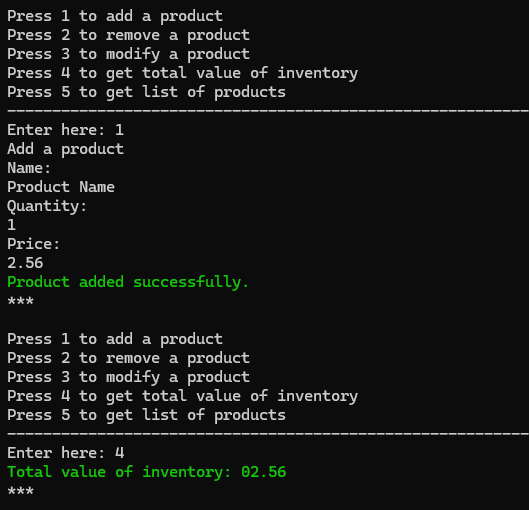 Press 1 to add a product
Press 2 to remove a product
Press 3 to modify a product
Press 4 to get total value of inventory
Press 5 to get list of products
----------------------------------------------------------
Enter here: 1
Add a product
Name:
Product Name
Quantity:
1
Price:
2.56
Product added successfully.
***

Press 1 to add a product
Press 2 to remove a product
Press 3 to modify a product
Press 4 to get total value of inventory
Press 5 to get list of products
----------------------------------------------------------
Enter here: 4
Total value of inventory: 02.56
***